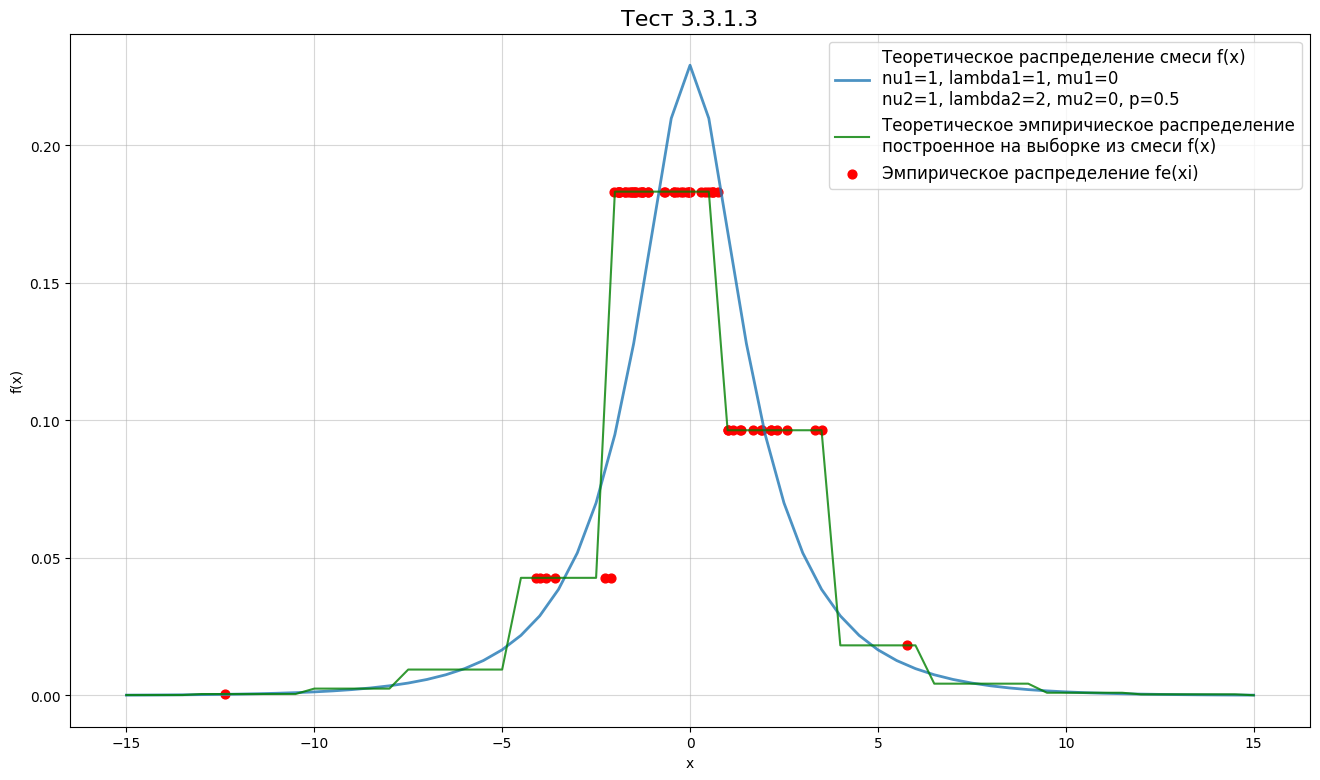 Тест 3.3.1.3
Теоретическое распределение смеси f(x)
nu1=1, lambda1=1, mu1=0
nu2=1, lambda2=2, mu2=0, p=0.5
Теоретическое эмпиричиеское распределение
построенное на выборке из смеси f(x)
Эмпирическое распределение fe(xi)
f(x)
0.20
0.15
0.10
0.05
0.00
−15
−10
−5
0
5
10
15
x